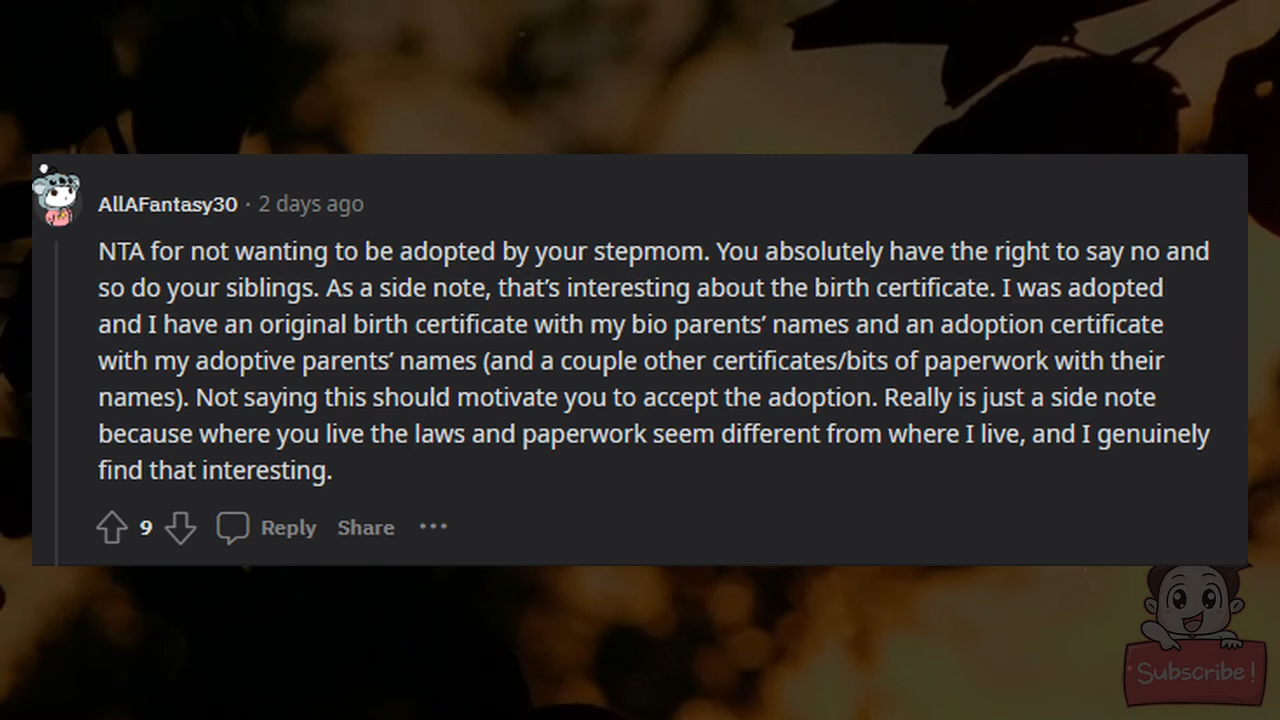 AllAFantasy30 · 2 days ago
NTA for not wanting to be adopted by your stepmom. You absolutely have the right to say no and
so do your siblings. As a side note, that’s interesting about the birth certificate. I was adopted
and I have an original birth certificate with my bio parents’ names and an adoption certificate
with my adoptive parents’ names (and a couple other certificates/bits of paperwork with their
names). Not saying this should motivate you to accept the adoption. Really is just a side note
because where you live the laws and paperwork seem different from where I live, and I genuinely
find that interesting.
9 Reply Share ···
Subscribe!